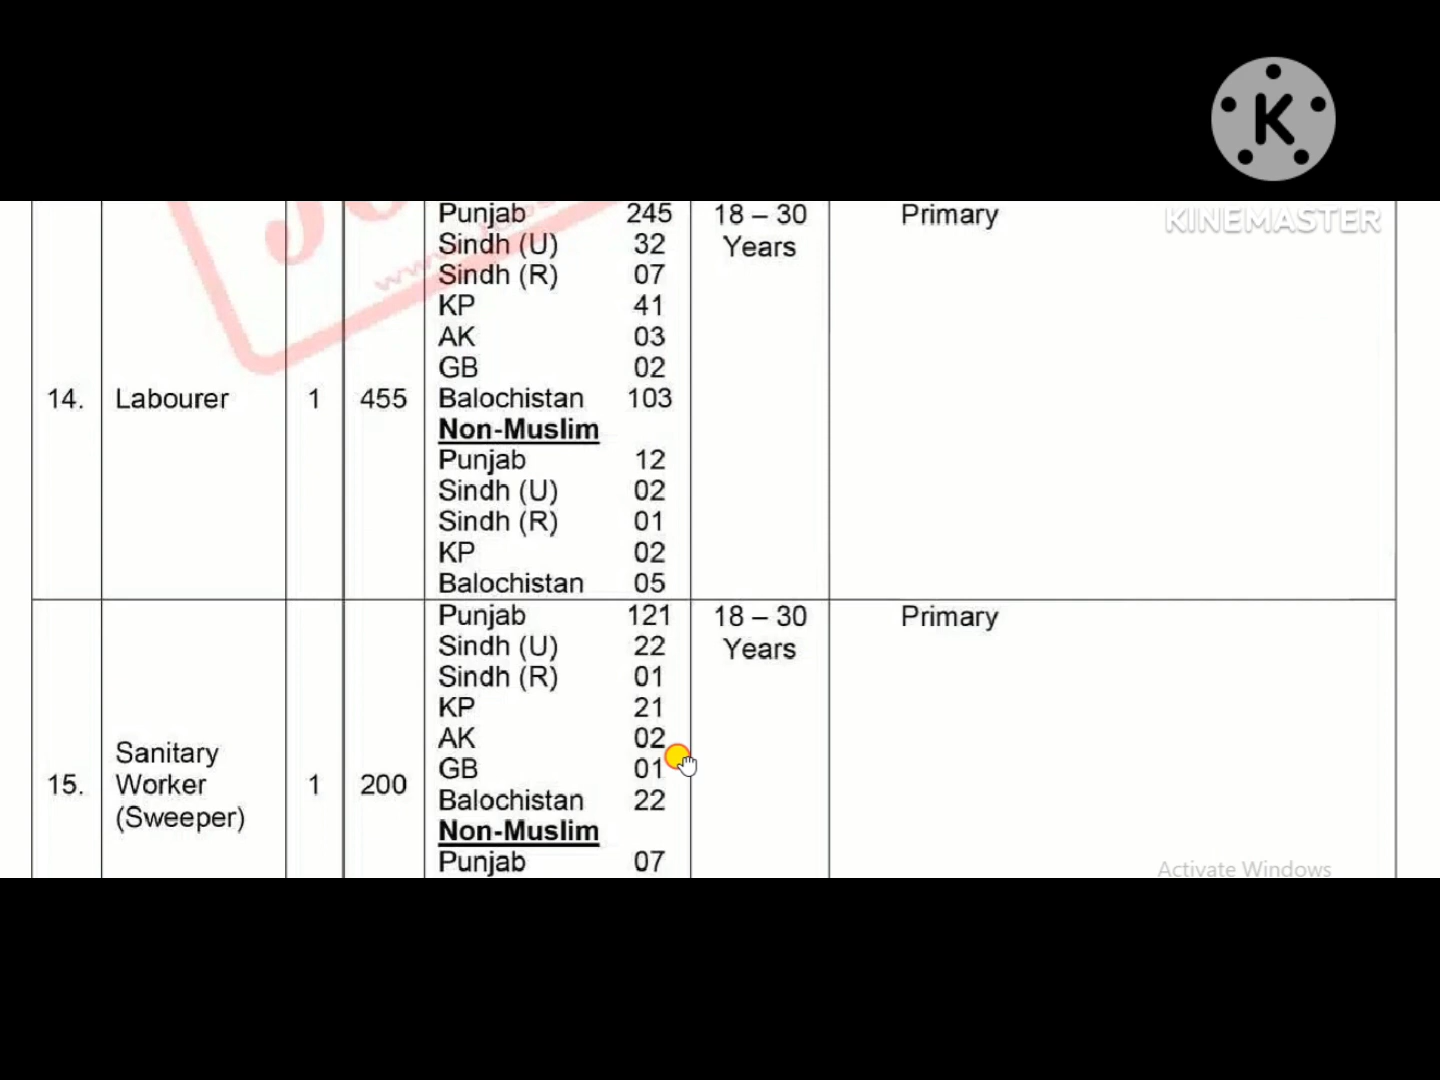 K
KINEMASTER
Punjab 245 18 – 30 Primary
Sindh (U) 32 Years
Sindh (R) 07
KP 41
AK 03
GB 02
14. Labourer 1 455 Balochistan 103
Non-Muslim
Punjab 12
Sindh (U) 02
Sindh (R) 01
KP 02
Balochistan 05
Punjab 121 18 – 30 Primary
Sindh (U) 22 Years
Sindh (R) 01
KP 21
AK 02
GB 01
15. Sanitary Worker (Sweeper) 1 200 Balochistan 22
Non-Muslim
Punjab 07
Activate Windows